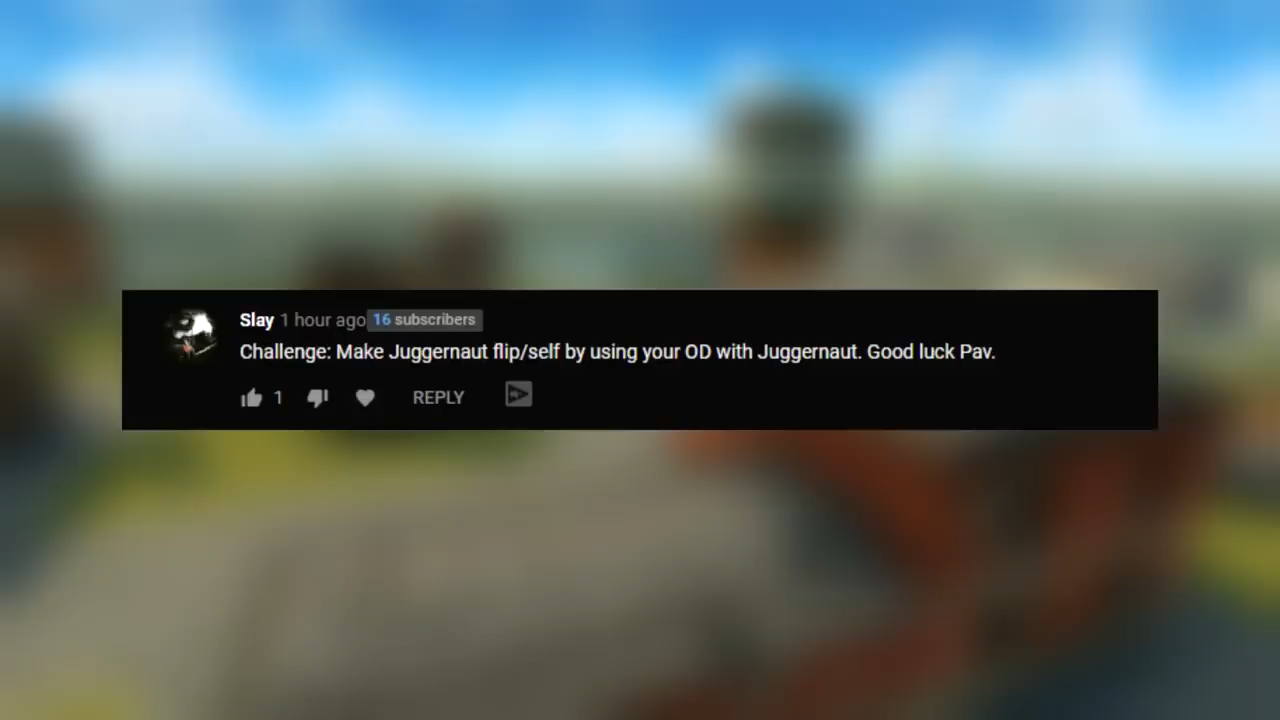 Slay 1 hour ago 16 subscribers
Challenge: Make Juggernaut flip/self by using your OD with Juggernaut. Good luck Pav.
1 REPLY